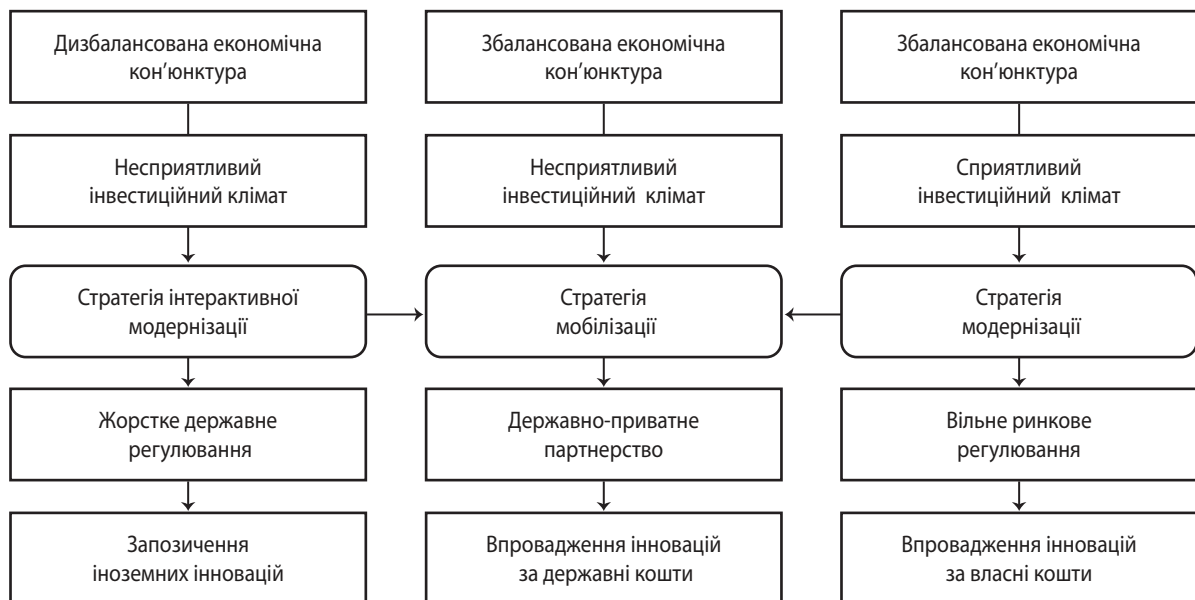 Дизбалансована економічна
кон’юнктура
Збалансована економічна
кон’юнктура
Збалансована економічна
кон’юнктура
Несприятливий
інвестиційний клімат
Несприятливий
інвестиційний клімат
Сприятливий
інвестиційний клімат
Стратегія інтерактивної
модернізації
Стратегія
мобілізації
Стратегія
модернізації
Жорстке державне
регулювання
Державно-приватне
партнерство
Вільне ринкове
регулювання
Запозичення
іноземних інновацій
Впровадження інновацій
за державні кошти
Впровадження інновацій
за власні кошти